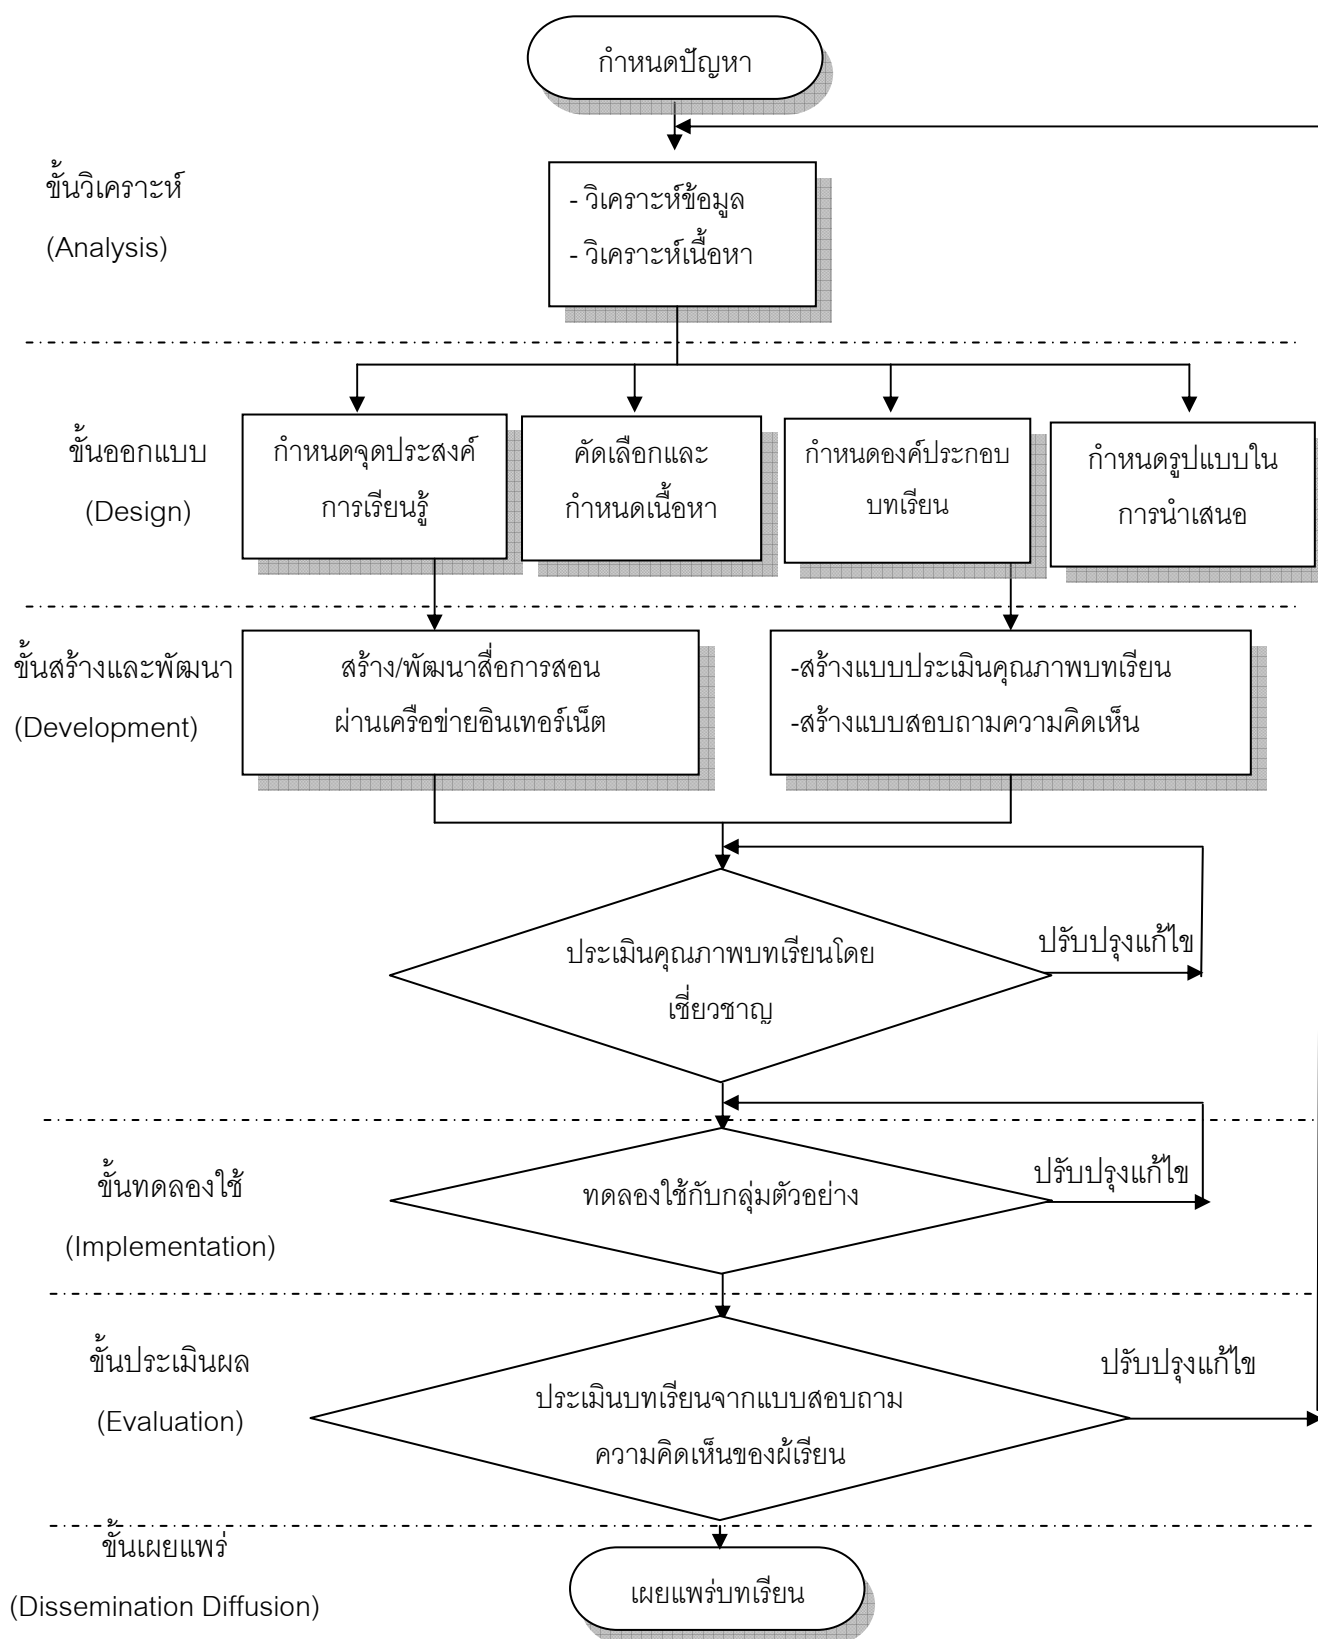 กำหนดปัญหา
ขั้นวิเคราะห์
(Analysis)
- วิเคราะห์ข้อมูล
- วิเคราะห์เนื้อหา
ขั้นออกแบบ
(Design)
กำหนดจุดประสงค์
การเรียนรู้
คัดเลือกและ
กำหนดเนื้อหา
กำหนดองค์ประกอบ
บทเรียน
กำหนดรูปแบบใน
การนำเสนอ
ขั้นสร้างและพัฒนา
(Development)
สร้าง/พัฒนาสื่อการสอน
ผ่านเครือข่ายอินเทอร์เน็ต
-สร้างแบบประเมินคุณภาพบทเรียน
-สร้างแบบสอบถามความคิดเห็น
ประเมินคุณภาพบทเรียนโดย
เชี่ยวชาญ
ปรับปรุงแก้ไข
ขั้นทดลองใช้
(Implementation)
ทดลองใช้กับกลุ่มตัวอย่าง
ปรับปรุงแก้ไข
ขั้นประเมินผล
(Evaluation)
ประเมินบทเรียนจากแบบสอบถาม
ความคิดเห็นของผู้เรียน
ปรับปรุงแก้ไข
ขั้นเผยแพร่
(Dissemination Diffusion)
เผยแพร่บทเรียน